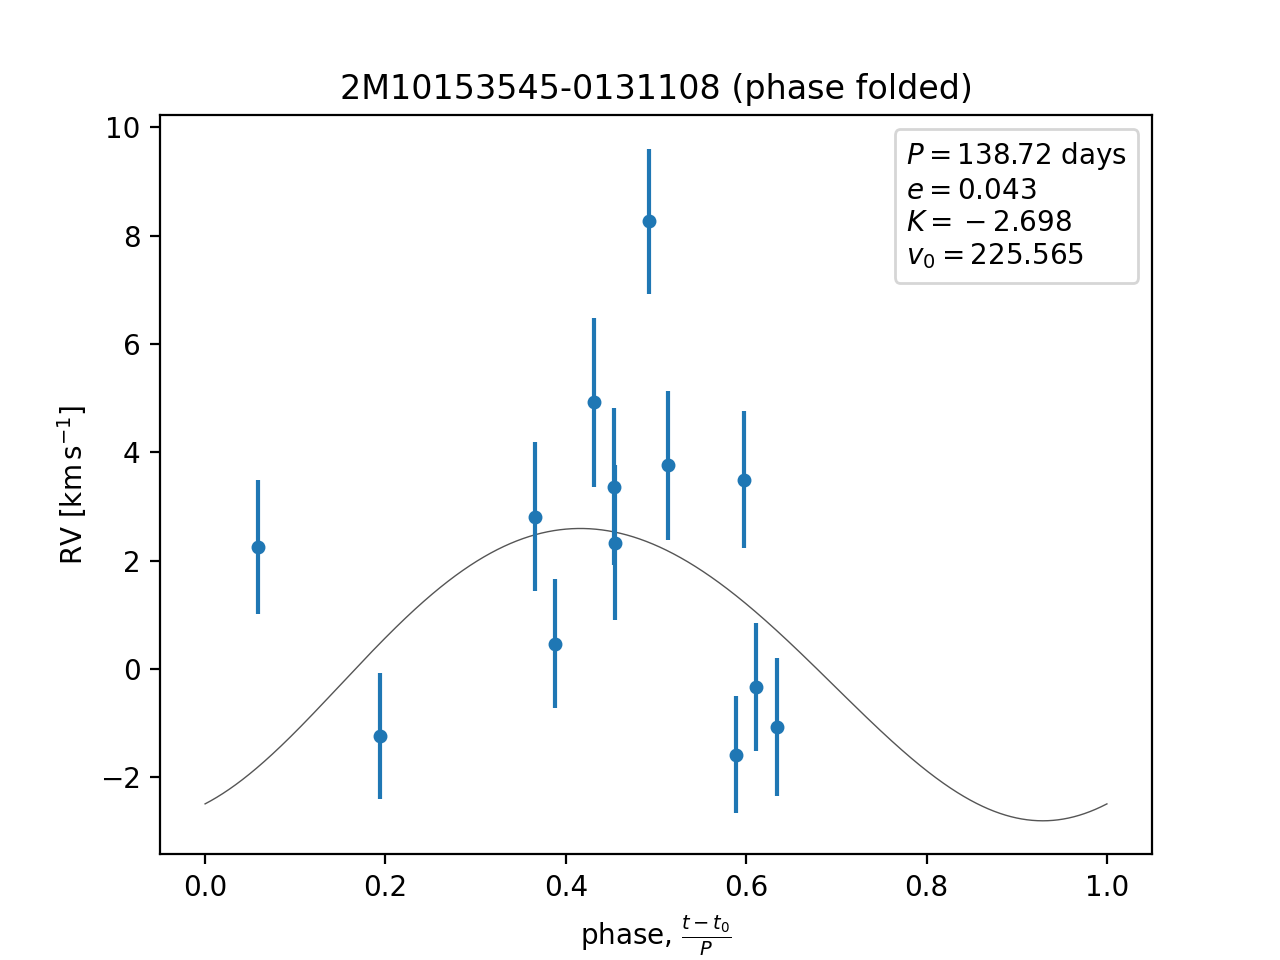 2M10153545-0131108 (phase folded)
P = 138.72 days
e = 0.043
K = −2.698
v₀ = 225.565
10
8
6
4
2
0
−2
RV [km s⁻¹]
0.0 0.2 0.4 0.6 0.8 1.0
phase, (t − t₀)/P